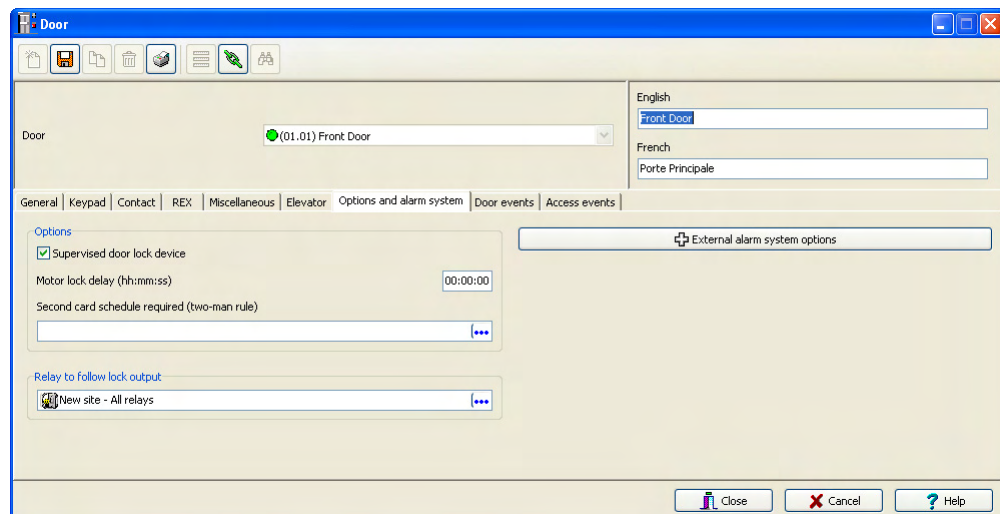 Door
English
Front Door
Door
(01.01) Front Door
French
Porte Principale
General Keypad Contact REX Miscellaneous Elevator Options and alarm system Door events Access events
Options
External alarm system options
Supervised door lock device
Motor lock delay (hh:mm:ss) 00:00:00
Second card schedule required (two-man rule)
Relay to follow lock output
New site - All relays
Close Cancel Help